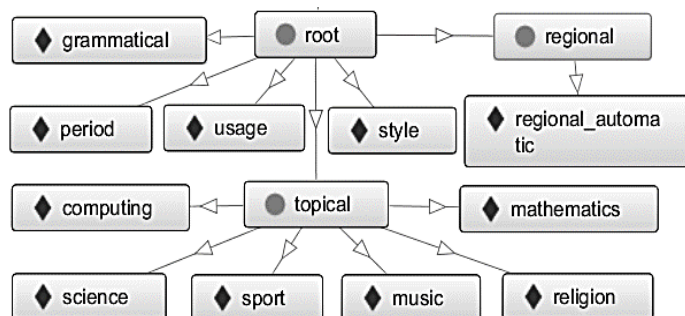 grammatical
root
regional
period
usage
style
regional_automa
tic
computing
topical
mathematics
science
sport
music
religion